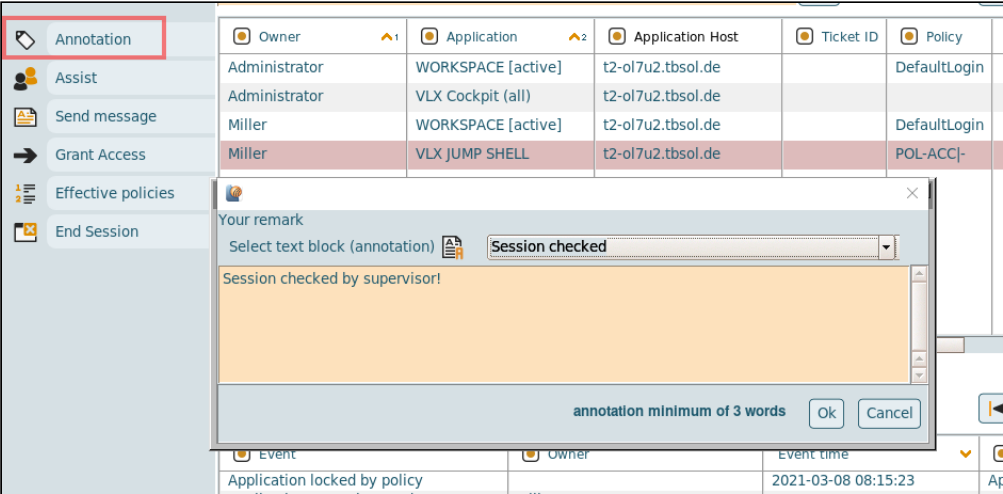 Annotation
Assist
Send message
Grant Access
Effective policies
End Session
Owner 1 Application 2 Application Host Ticket ID Policy
Administrator WORKSPACE [active] t2-ol7u2.tbsol.de DefaultLogin
Administrator VLX Cockpit (all) t2-ol7u2.tbsol.de
Miller WORKSPACE [active] t2-ol7u2.tbsol.de DefaultLogin
Miller VLX JUMP SHELL t2-ol7u2.tbsol.de POL-ACC|-
Your remark
Select text block (annotation) Session checked
Session checked by supervisor!
annotation minimum of 3 words Ok Cancel
Event Owner Event time
Application locked by policy 2021-03-08 08:15:23